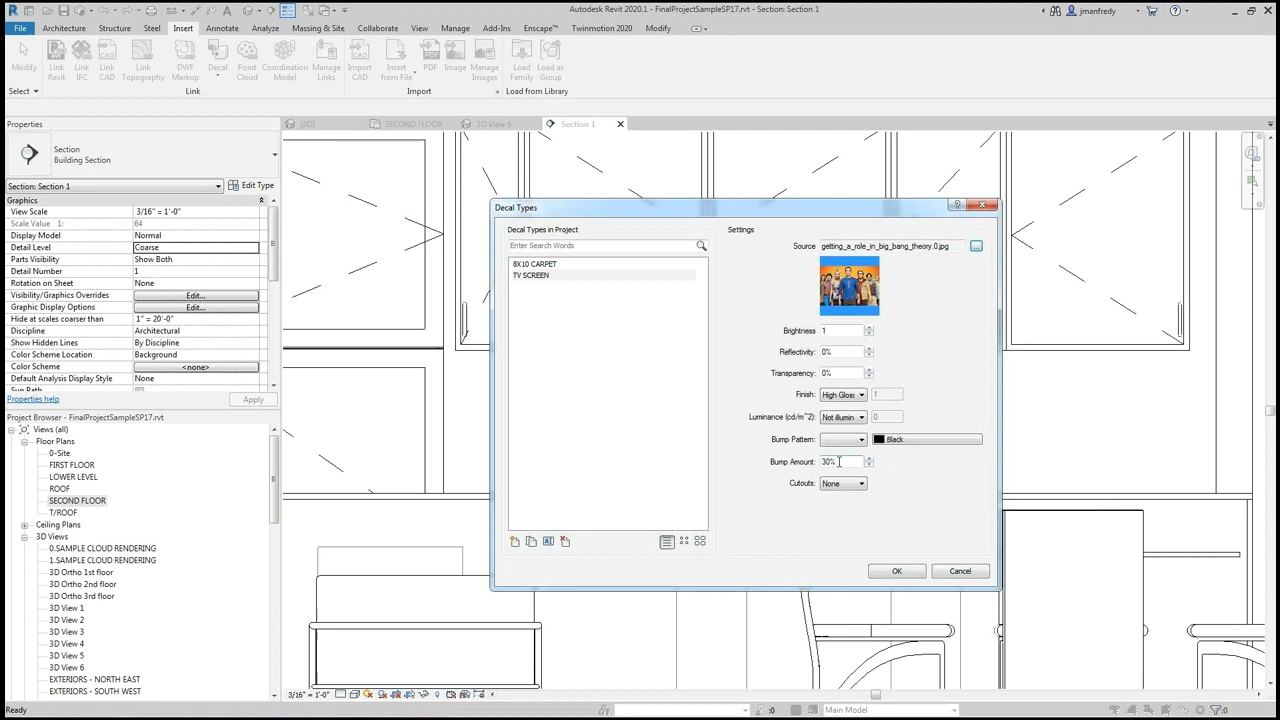 Autodesk Revit 2020.1 - FinalProjectSampleSP17.rvt - Section: Section 1
jmanfredy
File Architecture Structure Steel Insert Annotate Analyze Massing & Site Collaborate View Manage Add-Ins Enscape™ Twinmotion 2020 Modify
Modify Link Revit Link IFC Link CAD Link Topography DWF Markup Decal Point Cloud Coordination Model Manage Links Import CAD Insert from File PDF Image Manage Images Load Family Load as Group
Select Link Import Load from Library
Properties
{3D} SECOND FLOOR 3D View 6 Section 1
Section
Building Section
Section: Section 1 Edit Type
Graphics
View Scale 3/16" = 1'-0"
Scale Value 1: 64
Display Model Normal
Detail Level Coarse
Parts Visibility Show Both
Detail Number 1
Rotation on Sheet None
Visibility/Graphics Overrides Edit...
Graphic Display Options Edit...
Hide at scales coarser than 1" = 20'-0"
Discipline Architectural
Show Hidden Lines By Discipline
Color Scheme Location Background
Color Scheme <none>
Default Analysis Display Style None
Sun Path
Properties help Apply
Project Browser - FinalProjectSampleSP17.rvt
Views (all)
Floor Plans
0-Site
FIRST FLOOR
LOWER LEVEL
ROOF
SECOND FLOOR
T/ROOF
Ceiling Plans
3D Views
0.SAMPLE CLOUD RENDERING
1.SAMPLE CLOUD RENDERING
3D Ortho 1st floor
3D Ortho 2nd floor
3D Ortho 3rd floor
3D View 1
3D View 2
3D View 3
3D View 4
3D View 5
3D View 6
EXTERIORS - NORTH EAST
EXTERIORS - SOUTH WEST
Decal Types
Decal Types in Project
Enter Search Words
8X10 CARPET
TV SCREEN
Settings
Source getting_a_role_in_big_bang_theory.0.jpg
Brightness 1
Reflectivity: 0%
Transparency: 0%
Finish: High Glos 1
Luminance (cd/m^2): Not illumin 0
Bump Pattern: Black
Bump Amount: 30%
Cutouts: None
OK Cancel
3/16" = 1'-0"
Ready :0 Main Model :0